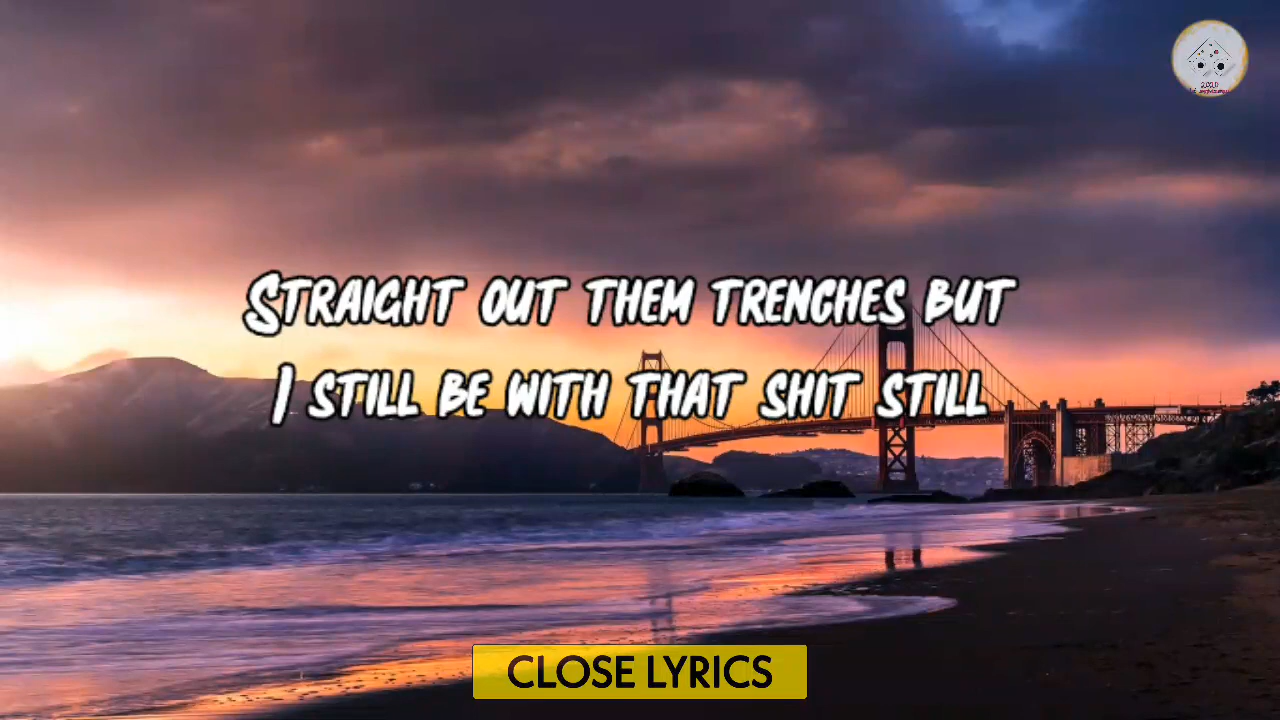 Straight out them trenches but
I still be with that shit still
CLOSE LYRICS